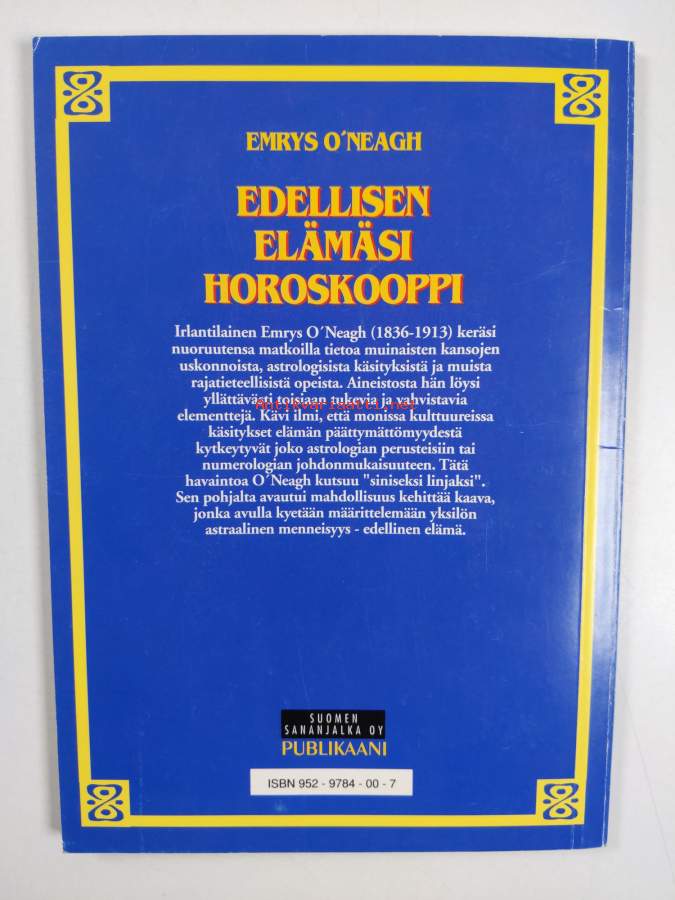 EMRYS O´NEAGH
EDELLISEN
ELÄMÄSI
HOROSKOOPPI
Irlantilainen Emrys O´Neagh (1836-1913) keräsi
nuoruutensa matkoilla tietoa muinaisten kansojen
uskonnoista, astrologisista käsityksistä ja muista
rajatieteellisistä opeista. Aineistosta hän löysi
yllättävästi toisiaan tukevia ja vahvistavia
Antikvariaatti.net
elementtejä. Kävi ilmi, että monissa kulttuureissa
käsitykset elämän päättymättömyydestä
kytkeytyvät joko astrologian perusteisiin tai
numerologian johdonmukaisuuteen. Tätä
havaintoa O´Neagh kutsuu "siniseksi linjaksi".
Sen pohjalta avautui mahdollisuus kehittää kaava,
jonka avulla kyetään määrittelemään yksilön
astraalinen menneisyys - edellinen elämä.
SUOMEN
SANANJALKA OY
PUBLIKAANI
ISBN 952 - 9784 - 00 - 7